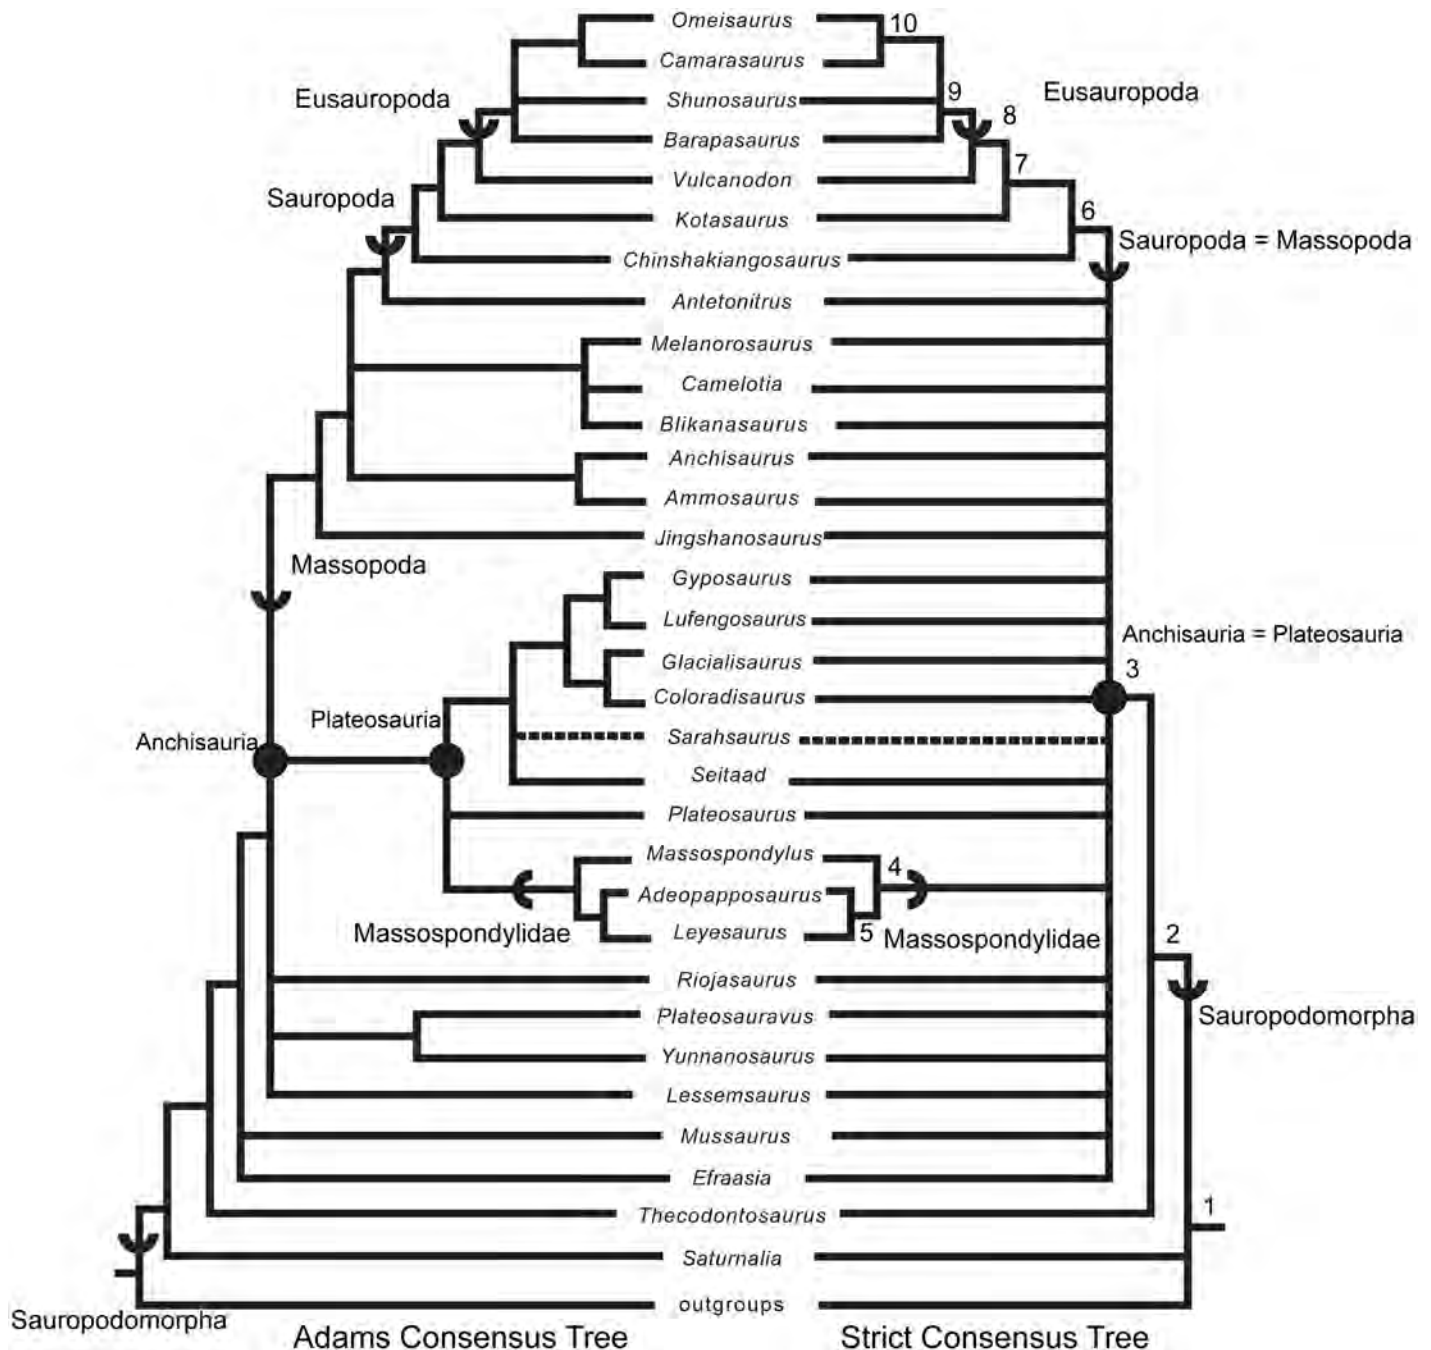 Omeisaurus
10
Camarasaurus
Eusauropoda
Shunosaurus
9
Eusauropoda
8
Barapasaurus
7
Vulcanodon
Sauropoda
6
Kotasaurus
Sauropoda = Massopoda
Chinshakiangosaurus
Antetonitrus
Melanorosaurus
Camelotia
Blikanasaurus
Anchisaurus
Ammosaurus
Jingshanosaurus
Massopoda
Gyposaurus
Lufengosaurus
Anchisauria = Plateosauria
Glacialisaurus
3
Coloradisaurus
Plateosauria
Anchisauria
Sarahsaurus
Seitaad
Plateosaurus
Massospondylus
4
Adeopapposaurus
Massospondylidae
Leyesaurus
5
Massospondylidae
2
Riojasaurus
Plateosauravus
Sauropodomorpha
Yunnanosaurus
Lessemsaurus
Mussaurus
Efraasia
1
Thecodontosaurus
Saturnalia
outgroups
Sauropodomorpha
Adams Consensus Tree
Strict Consensus Tree